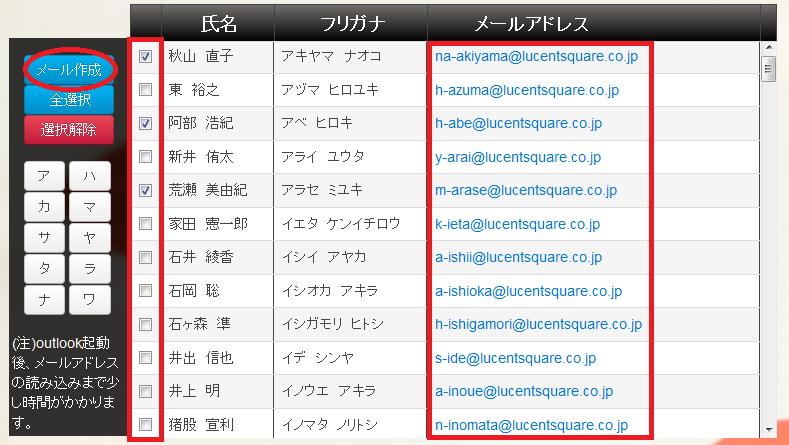 氏名 フリガナ メールアドレス
メール作成
全選択
選択解除
ア ハ
カ マ
サ ヤ
タ ラ
ナ ワ
(注)outlook起動
後、メールアドレス
の読み込みまで少
し時間がかかりま
す。
秋山 直子 アキヤマ ナオコ na-akiyama@lucentsquare.co.jp
東 裕之 アヅマ ヒロユキ h-azuma@lucentsquare.co.jp
阿部 浩紀 アベ ヒロキ h-abe@lucentsquare.co.jp
新井 侑太 アライ ユウタ y-arai@lucentsquare.co.jp
荒瀬 美由紀 アラセ ミユキ m-arase@lucentsquare.co.jp
家田 憲一郎 イエタ ケンイチロウ k-ieta@lucentsquare.co.jp
石井 綾香 イシイ アヤカ a-ishii@lucentsquare.co.jp
石岡 聡 イシオカ アキラ a-ishioka@lucentsquare.co.jp
石ヶ森 準 イシガモリ ヒトシ h-ishigamori@lucentsquare.co.jp
井出 信也 イデ シンヤ s-ide@lucentsquare.co.jp
井上 明 イノウエ アキラ a-inoue@lucentsquare.co.jp
猪股 宣利 イノマタ ノリトシ n-inomata@lucentsquare.co.jp